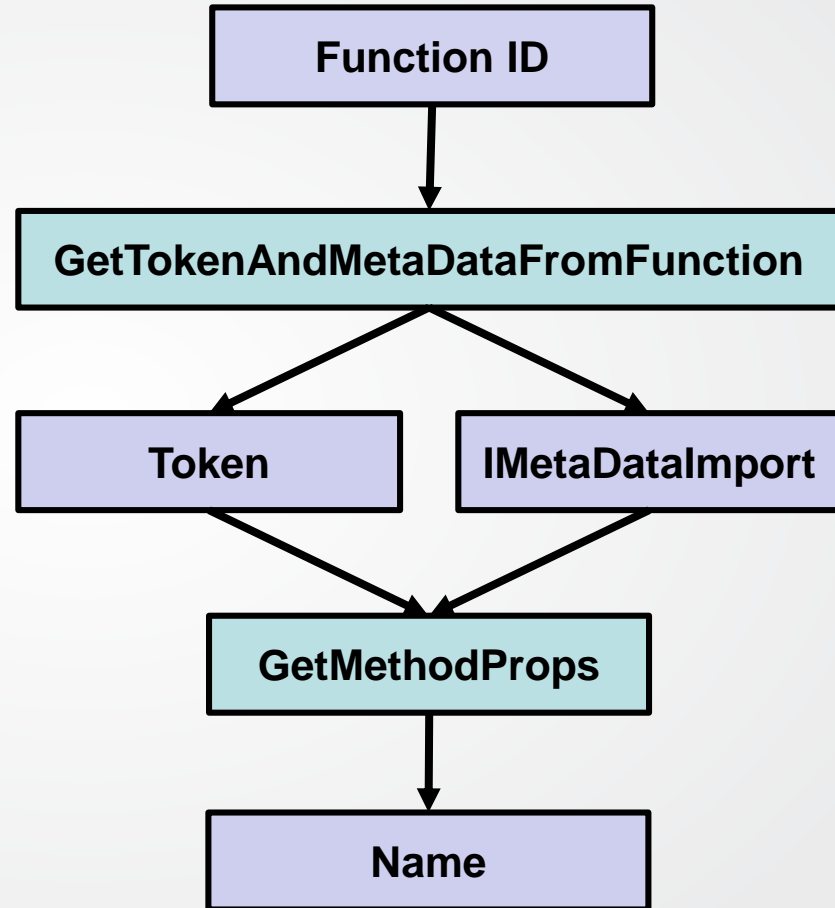 Function ID
GetTokenAndMetaDataFromFunction
Token
IMetaDataImport
GetMethodProps
Name